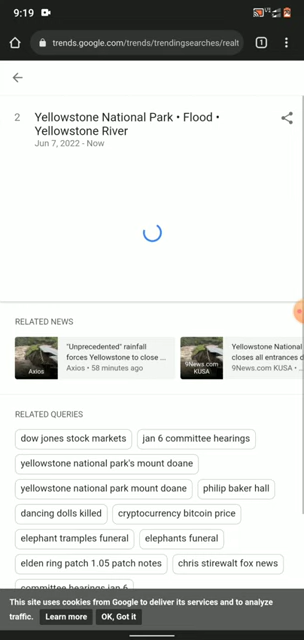 9:19
trends.google.com/trends/trendingsearches/realt
1
2 Yellowstone National Park • Flood •
Yellowstone River
Jun 7, 2022 - Now
RELATED NEWS
Axios
"Unprecedented" rainfall
forces Yellowstone to close ...
Axios • 58 minutes ago
9News.com
KUSA
Yellowstone National
closes all entrances d
9News.com KUSA •
RELATED QUERIES
dow jones stock markets
jan 6 committee hearings
yellowstone national park's mount doane
yellowstone national park mount doane
philip baker hall
dancing dolls killed
cryptocurrency bitcoin price
elephant tramples funeral
elephants funeral
elden ring patch 1.05 patch notes
chris stirewalt fox news
committee hearings jan 6
This site uses cookies from Google to deliver its services and to analyze
traffic. Learn more OK, Got it